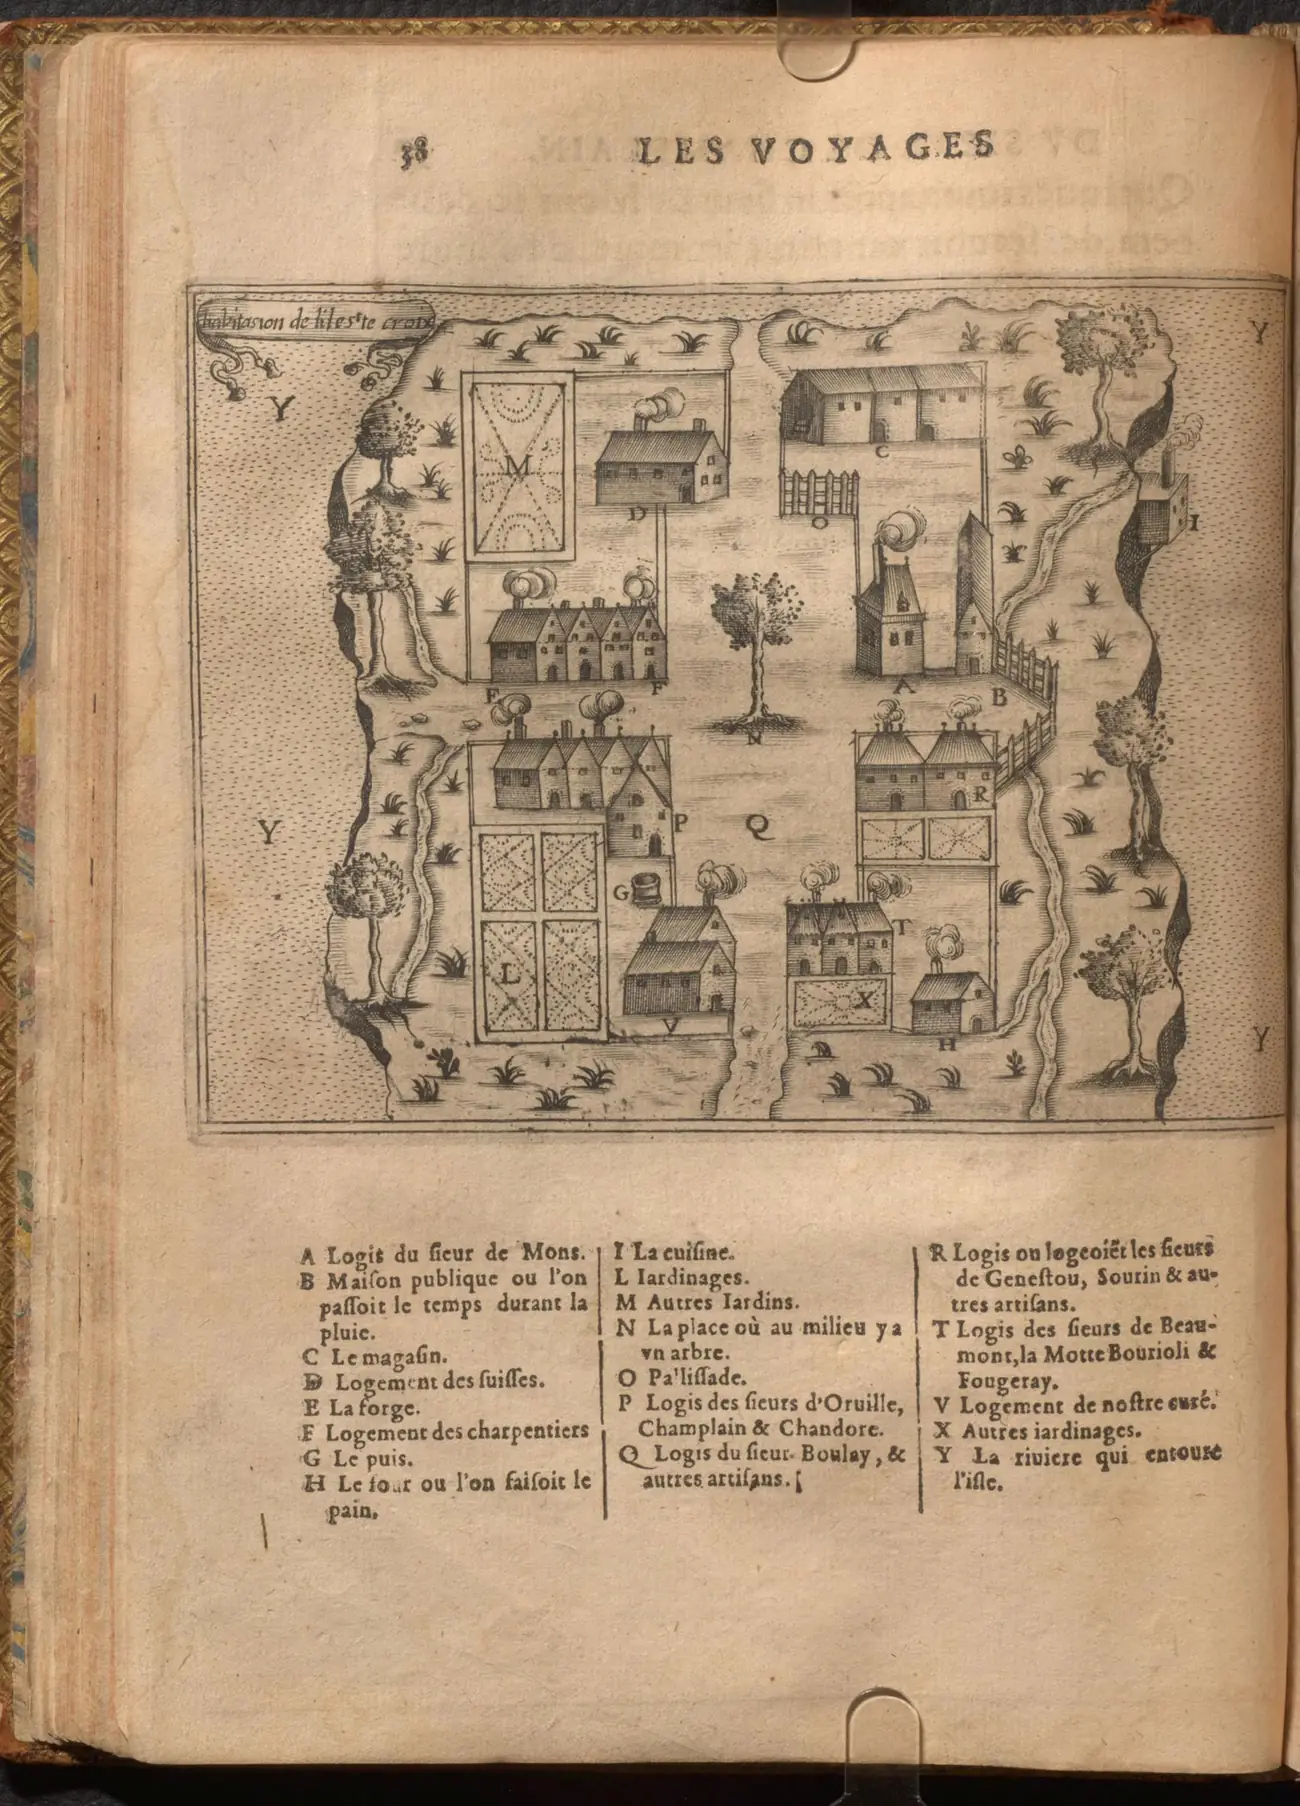 38 LES VOYAGES
habitasion de lile ste croix
Y
Y
M
D
C
O
I
E
F
A
B
N
R
P
Q
G
T
Y
L
X
V
H
Y
A Logis du ſieur de Mons.
B Maiſon publique ou l'on
paſſoit le temps durant la
pluie.
C Le magaſin.
D Logement des ſuiſſes.
E La forge.
F Logement des charpentiers
G Le puis.
H Le four ou l'on faiſoit le
pain.
I La cuiſine.
L Iardinages.
M Autres Iardins.
N La place où au milieu y a
vn arbre.
O Pa'liſſade.
P Logis des ſieurs d'Oruille,
Champlain & Chandore.
Q Logis du ſieur Boulay, &
autres artiſans.
R Logis ou logeoiẽt les ſieurs
de Geneſtou, Sourin & au-
tres artiſans.
T Logis des ſieurs de Beau-
mont, la Motte Bourioli &
Fougeray.
V Logement de noſtre curé.
X Autres iardinages.
Y La riuiere qui entoure
l'iſle.